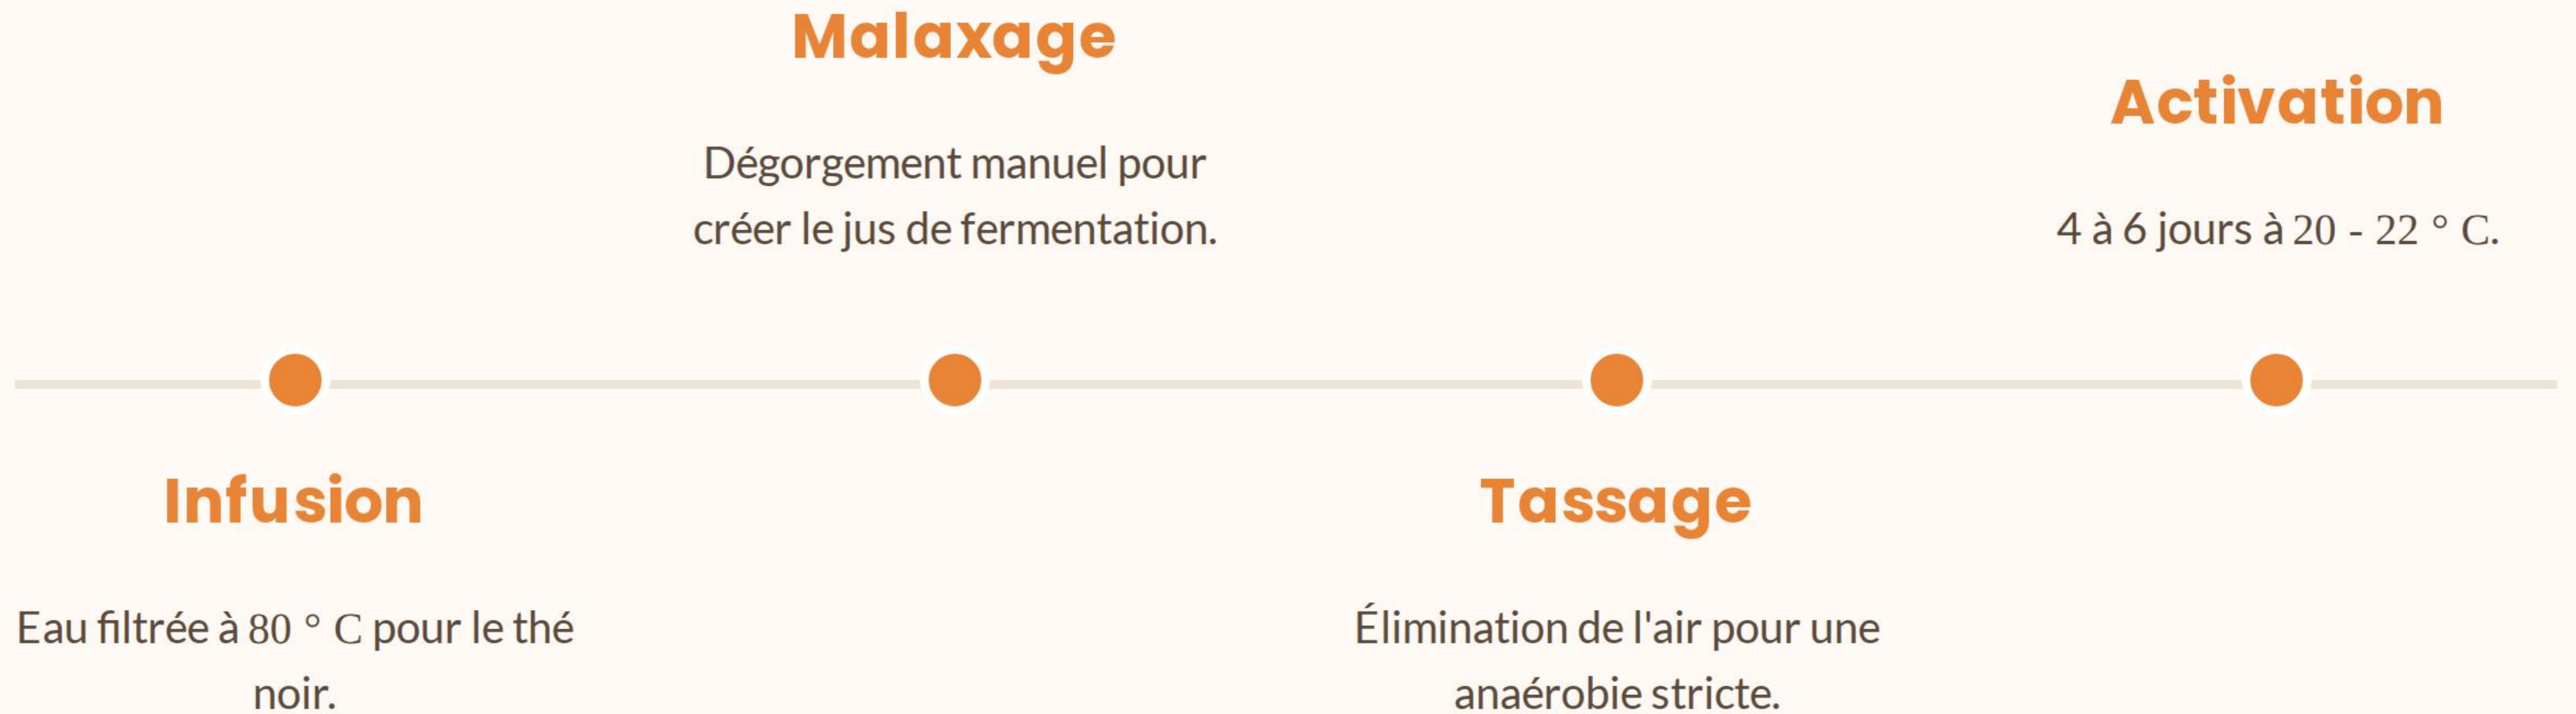 Infusion
Eau filtrée à 80 ° C pour le thé
noir.
Malaxage
Dégorgement manuel pour
créer le jus de fermentation.
Tassage
Élimination de l'air pour une
anaérobie stricte.
Activation
4 à 6 jours à 20 - 22 ° C.